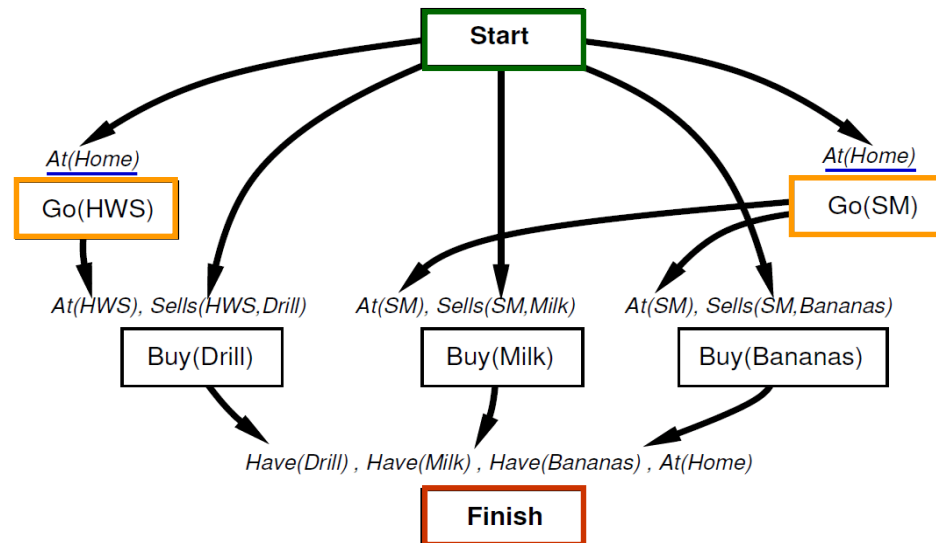 Start
At(Home)
At(Home)
Go(HWS)
Go(SM)
At(HWS), Sells(HWS,Drill)
At(SM), Sells(SM,Milk)
At(SM), Sells(SM,Bananas)
Buy(Drill)
Buy(Milk)
Buy(Bananas)
Have(Drill) , Have(Milk) , Have(Bananas) , At(Home)
Finish